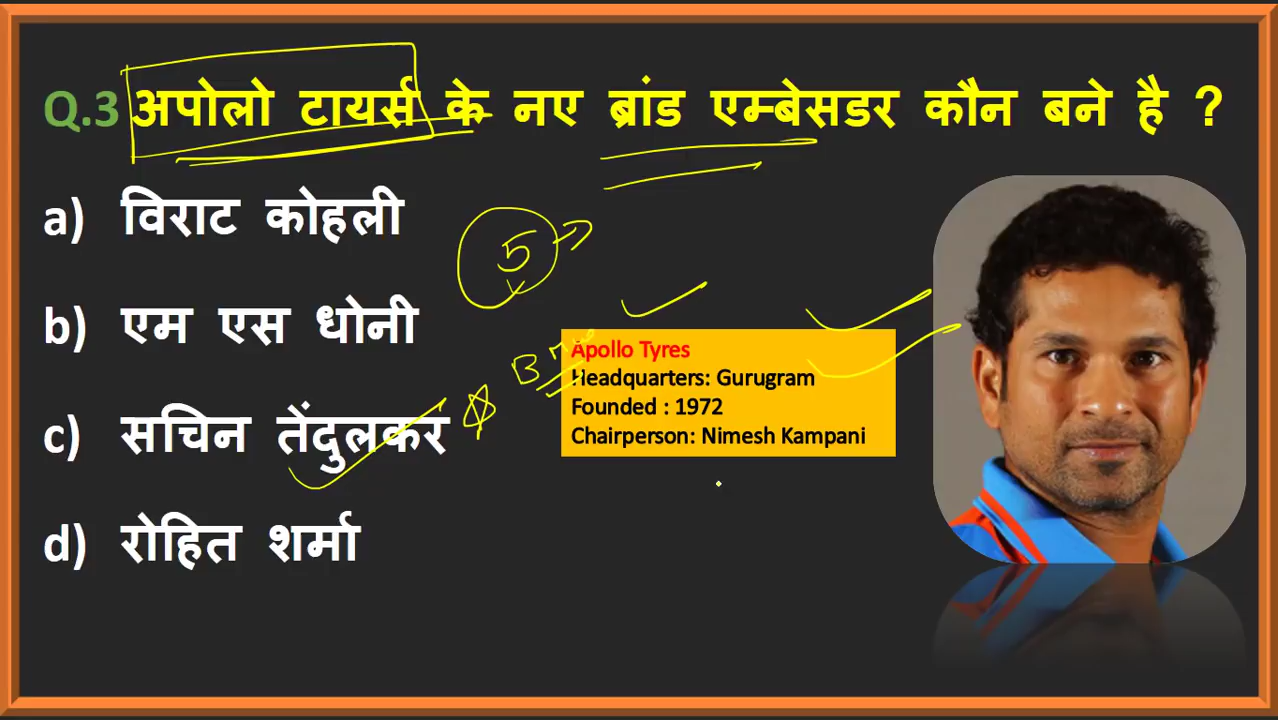 Q.3 अपोलो टायर्स के नए ब्रांड एम्बेसडर कौन बने है ?
a) विराट कोहली
5
b) एम एस धोनी
Apollo Tyres
Headquarters: Gurugram
Founded : 1972
Chairperson: Nimesh Kampani
c) सचिन तेंदुलकर
d) रोहित शर्मा